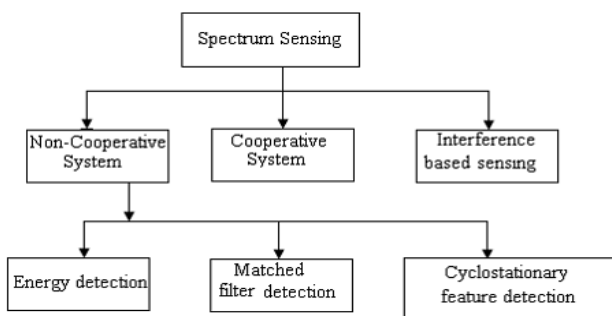 Spectrum Sensing
Non-Cooperative
System
Cooperative
System
Interference
based sensing
Energy detection
Matched
filter detection
Cyclostationary
feature detection